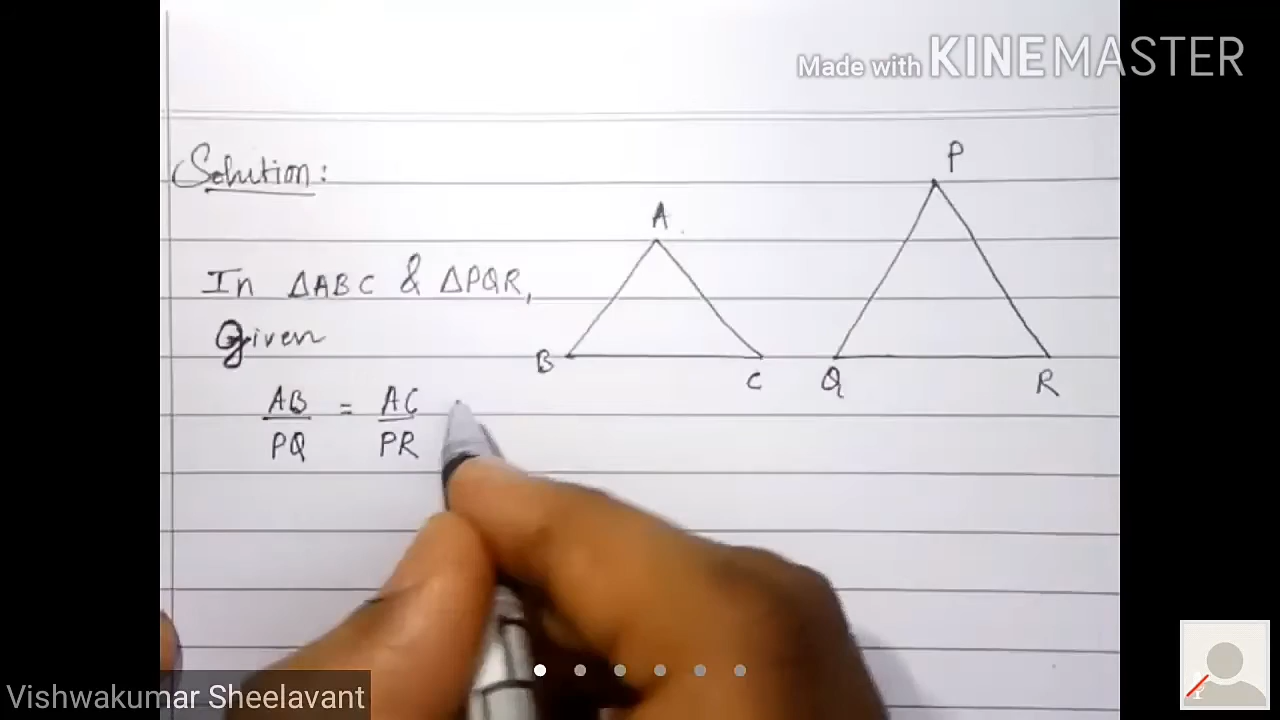 Made with KINEMASTER
Solution:
P
A
In ΔABC & ΔPQR,
Given
B
C
Q
R
AB/PQ = AC/PR
Vishwakumar Sheelavant